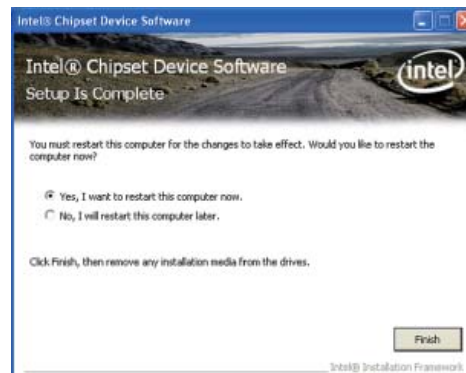 Intel® Chipset Device Software
Intel® Chipset Device Software
intel
Setup Is Complete
You must restart this computer for the changes to take effect. Would you like to restart the
computer now?
Yes, I want to restart this computer now.
No, I will restart this computer later.
Click Finish, then remove any installation media from the drives.
Finish
Intel® Installation Framework